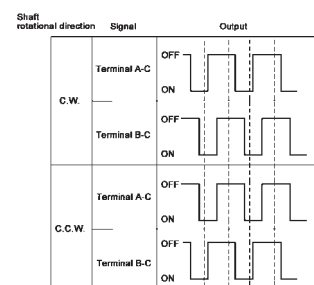 Shaft
rotational direction Signal Output
C.W.
Terminal A-C
OFF
ON
Terminal B-C
OFF
ON
C.C.W.
Terminal A-C
OFF
ON
Terminal B-C
OFF
ON